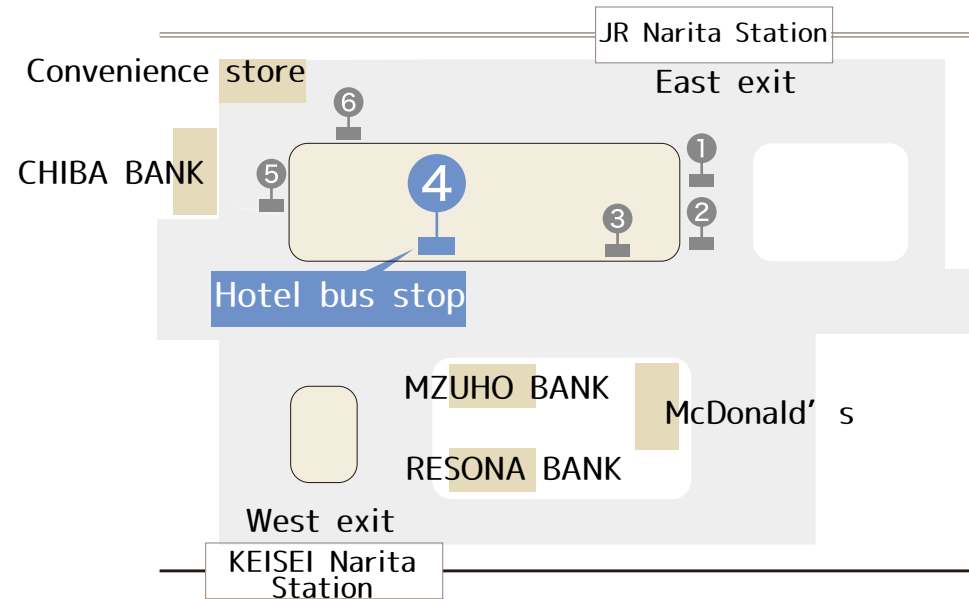 JR Narita Station
East exit
Convenience store
6
CHIBA BANK
5
4
1
3
2
Hotel bus stop
MZUHO BANK
McDonald’s
RESONA BANK
West exit
KEISEI Narita
Station